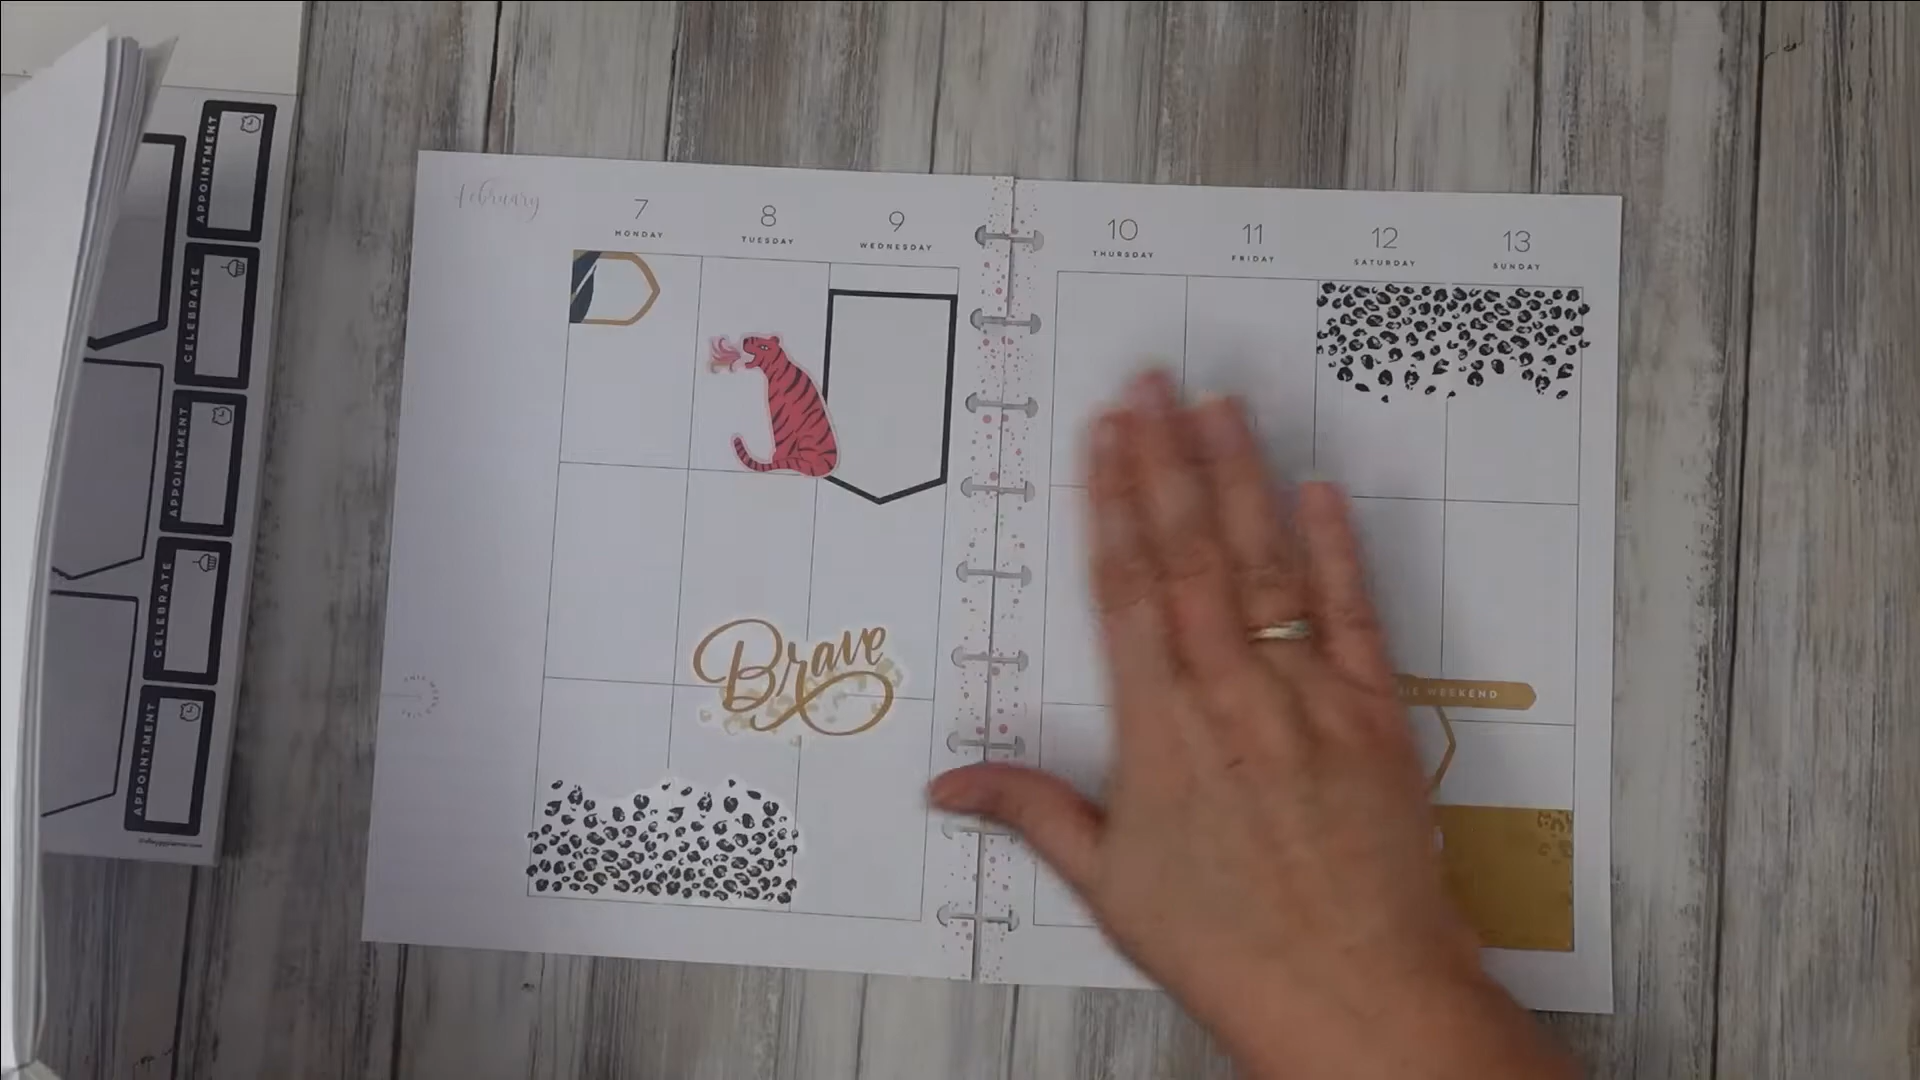 APPOINTMENT
CELEBRATE
APPOINTMENT
CELEBRATE
APPOINTMENT
February
7
MONDAY
8
TUESDAY
9
WEDNESDAY
10
THURSDAY
11
FRIDAY
12
SATURDAY
13
SUNDAY
Brave
WEEKEND